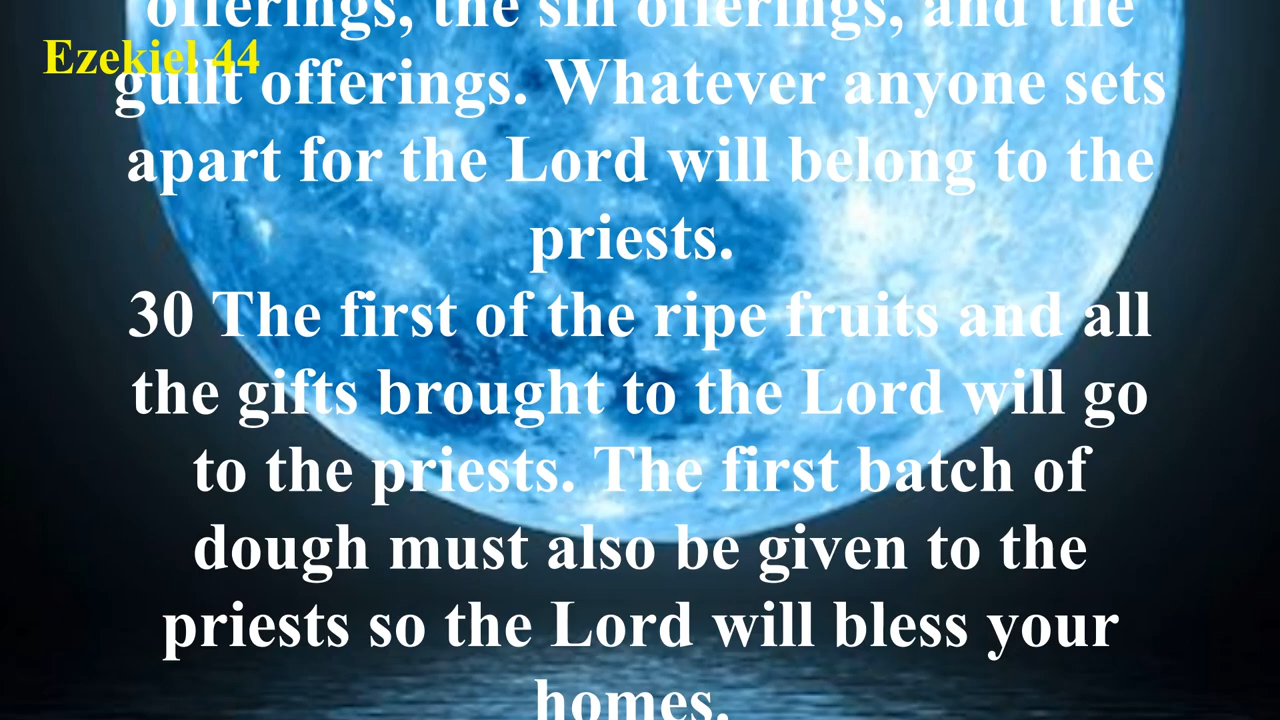 offerings, the sin offerings, and the
Ezekiel 44
guilt offerings. Whatever anyone sets
apart for the Lord will belong to the
priests.
30 The first of the ripe fruits and all
the gifts brought to the Lord will go
to the priests. The first batch of
dough must also be given to the
priests so the Lord will bless your
homes.